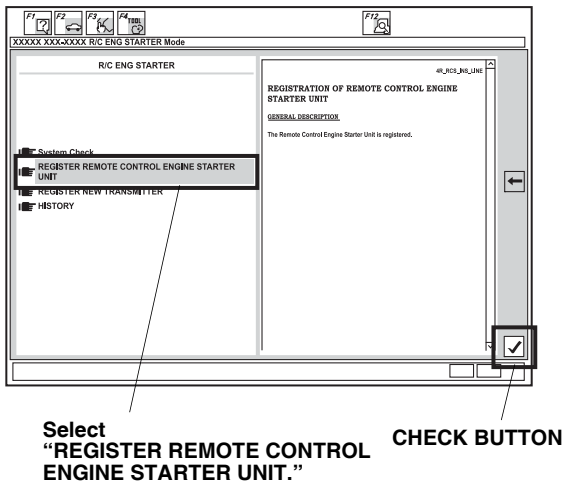 F1
F2
F3
F4 TOOL
F12
XXXXX XXX-XXXX R/C ENG STARTER Mode
R/C ENG STARTER
System Check
REGISTER REMOTE CONTROL ENGINE STARTER
UNIT
REGISTER NEW TRANSMITTER
HISTORY
4R_RCS_INS_LINE
REGISTRATION OF REMOTE CONTROL ENGINE
STARTER UNIT
GENERAL DESCRIPTION
The Remote Control Engine Starter Unit is registered.
Select
“REGISTER REMOTE CONTROL
ENGINE STARTER UNIT.”
CHECK BUTTON